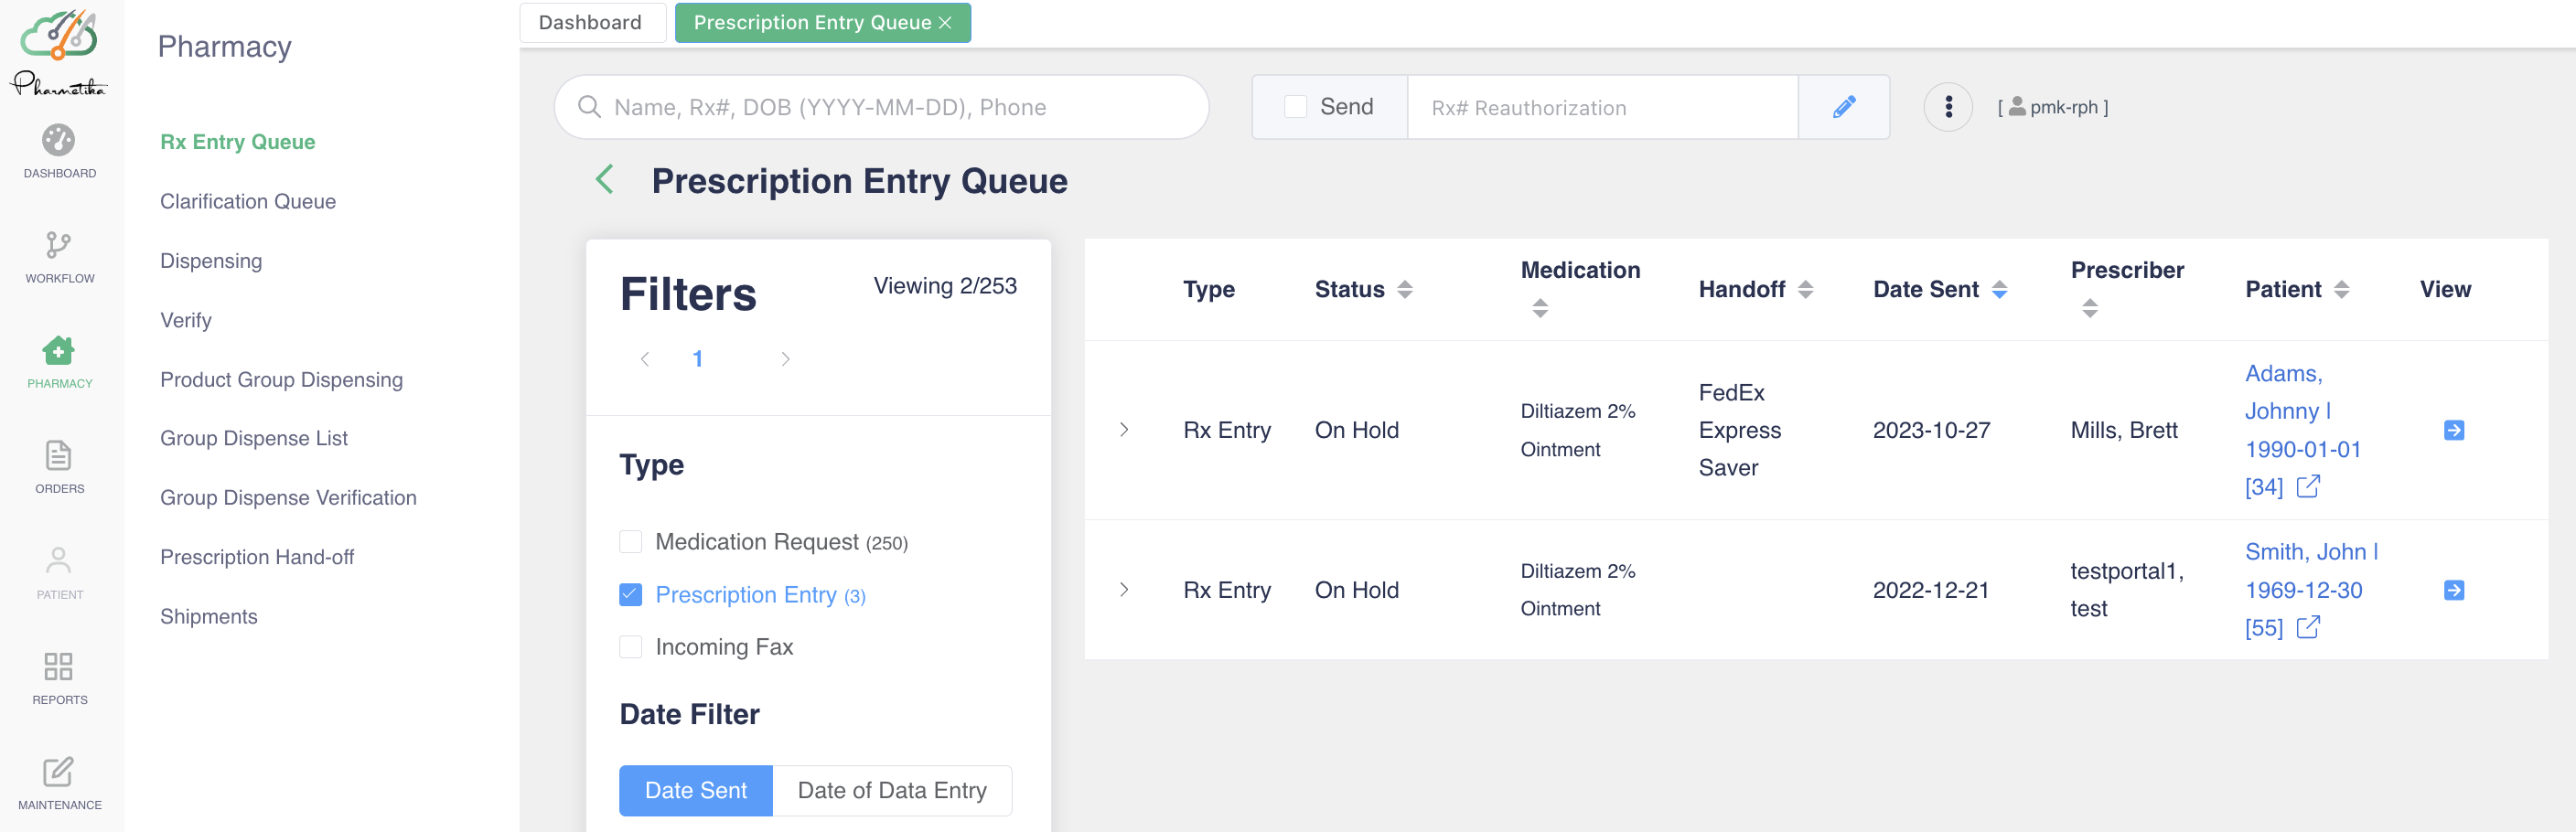 Pharmetika
DASHBOARD
WORKFLOW
PHARMACY
ORDERS
PATIENT
REPORTS
MAINTENANCE
Pharmacy
Rx Entry Queue
Clarification Queue
Dispensing
Verify
Product Group Dispensing
Group Dispense List
Group Dispense Verification
Prescription Hand-off
Shipments
Dashboard
Prescription Entry Queue
Name, Rx#, DOB (YYYY-MM-DD), Phone
Send
Rx# Reauthorization
[ pmk-rph ]
Prescription Entry Queue
Filters
Viewing 2/253
1
Type
Medication Request (250)
Prescription Entry (3)
Incoming Fax
Date Filter
Date Sent
Date of Data Entry
Type
Status
Medication
Handoff
Date Sent
Prescriber
Patient
View
Rx Entry
On Hold
Diltiazem 2%
Ointment
FedEx
Express
Saver
2023-10-27
Mills, Brett
Adams,
Johnny |
1990-01-01
[34]
Rx Entry
On Hold
Diltiazem 2%
Ointment
2022-12-21
testportal1,
test
Smith, John |
1969-12-30
[55]